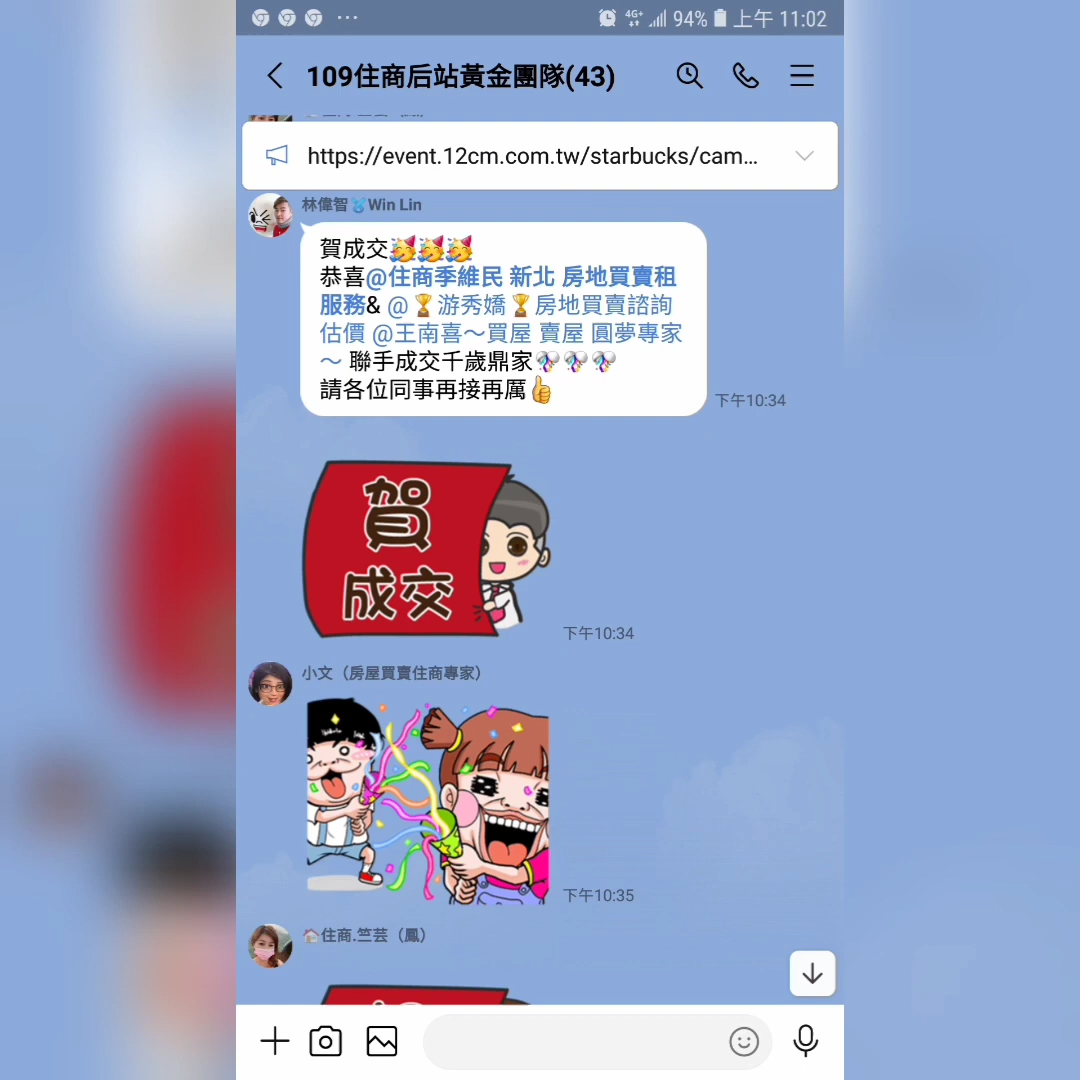 94% 上午 11:02
109住商后站黃金團隊(43)
https://event.12cm.com.tw/starbucks/cam...
林偉智🥏Win Lin
賀成交🥳🥳🥳
恭喜@住商季維民 新北 房地買賣租
服務& @🏆游秀嬌🏆房地買賣諮詢
估價 @王南喜～買屋 賣屋 圓夢專家
～ 聯手成交千歲鼎家🎊🎊🎊
請各位同事再接再厲👍
下午10:34
賀
成交
下午10:34
小文（房屋買賣住商專家）
下午10:35
🏠住商.竺芸（鳳）